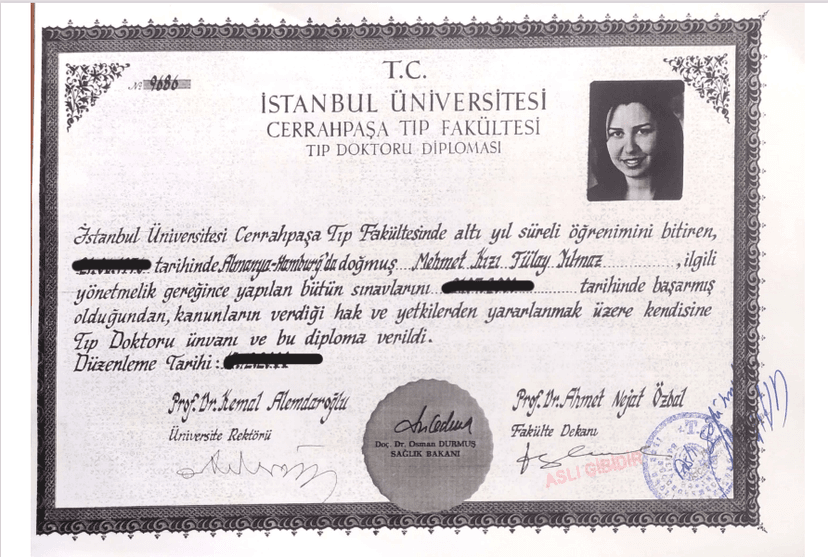 № 9686
T.C.
İSTANBUL ÜNİVERSİTESİ
CERRAHPAŞA TIP FAKÜLTESİ
TIP DOKTORU DİPLOMASI
İstanbul Üniversitesi Cerrahpaşa Tıp Fakültesinde altı yıl süreli öğrenimini bitiren,
tarihinde Almanya-Hamburg'da doğmuş Mehmet Kızı Tülay Yılmaz, ilgili
yönetmelik gereğince yapılan bütün sınavlarını tarihinde başarmış
olduğundan, kanunların verdiği hak ve yetkilerden yararlanmak üzere kendisine
Tıp Doktoru ünvanı ve bu diploma verildi.
Düzenleme Tarihi:
Prof. Dr. Kemal Alemdaroğlu
Üniversite Rektörü
Doç. Dr. Osman DURMUŞ
SAĞLIK BAKANI
Prof. Dr. Ahmet Nejat Özbal
Fakülte Dekanı
ASLI GİBİDİR
T.C.